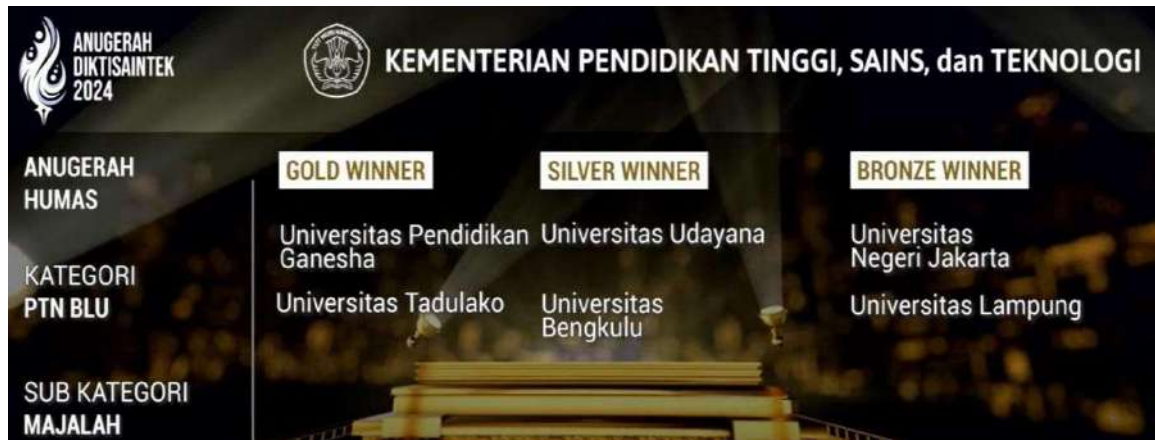 ANUGERAH
DIKTISAINTEK
2024
KEMENTERIAN PENDIDIKAN TINGGI, SAINS, dan TEKNOLOGI
ANUGERAH
HUMAS
KATEGORI
PTN BLU
SUB KATEGORI
MAJALAH
GOLD WINNER
Universitas Pendidikan
Ganesha
Universitas Tadulako
SILVER WINNER
Universitas Udayana
Universitas
Bengkulu
BRONZE WINNER
Universitas
Negeri Jakarta
Universitas Lampung